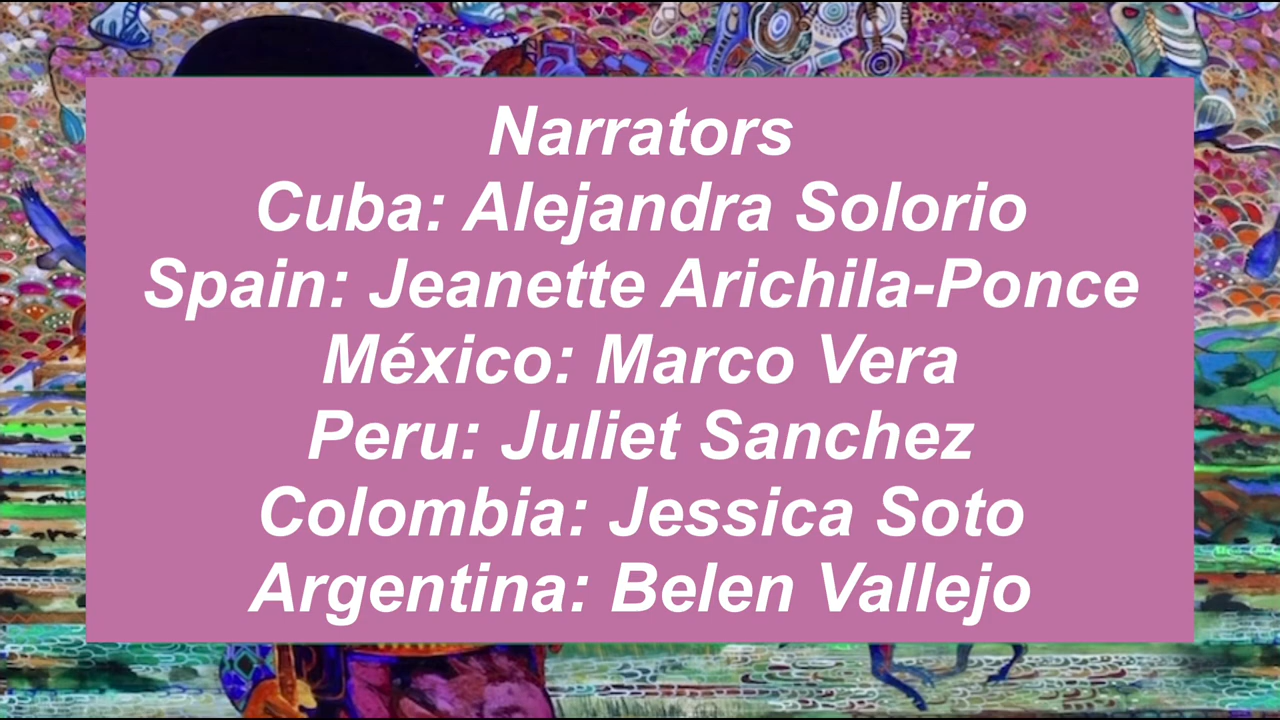 Narrators
Cuba: Alejandra Solorio
Spain: Jeanette Arichila-Ponce
México: Marco Vera
Peru: Juliet Sanchez
Colombia: Jessica Soto
Argentina: Belen Vallejo